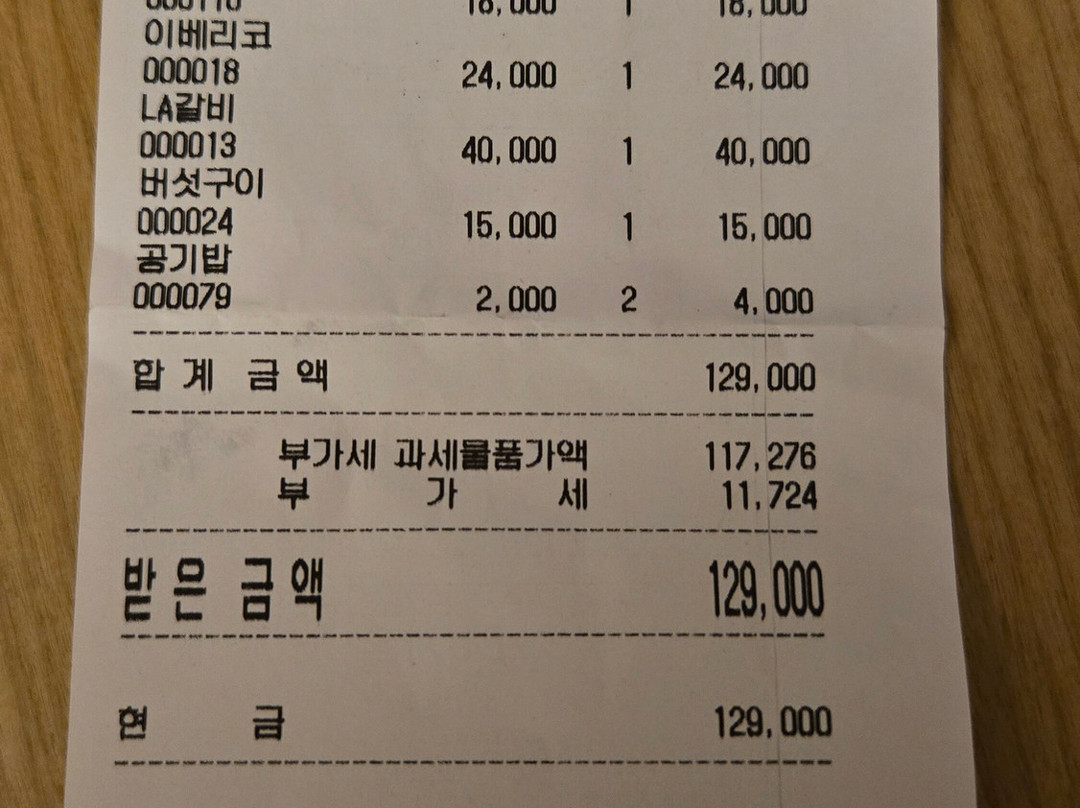 이베리코
000018 24,000 1 24,000
LA갈비
000013 40,000 1 40,000
버섯구이
000024 15,000 1 15,000
공기밥
000079 2,000 2 4,000
합 계 금 액 129,000
부가세 과세물품가액 117,276
부 가 세 11,724
받 은 금 액 129,000
현 금 129,000